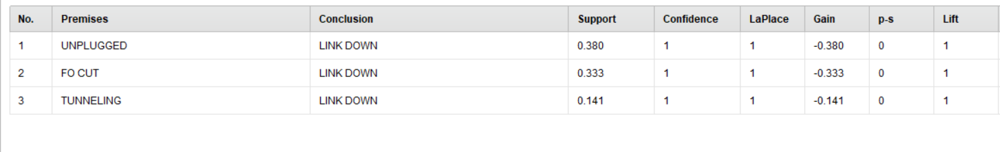 No. Premises Conclusion Support Confidence LaPlace Gain p-s Lift
1 UNPLUGGED LINK DOWN 0.380 1 1 -0.380 0 1
2 FO CUT LINK DOWN 0.333 1 1 -0.333 0 1
3 TUNNELING LINK DOWN 0.141 1 1 -0.141 0 1